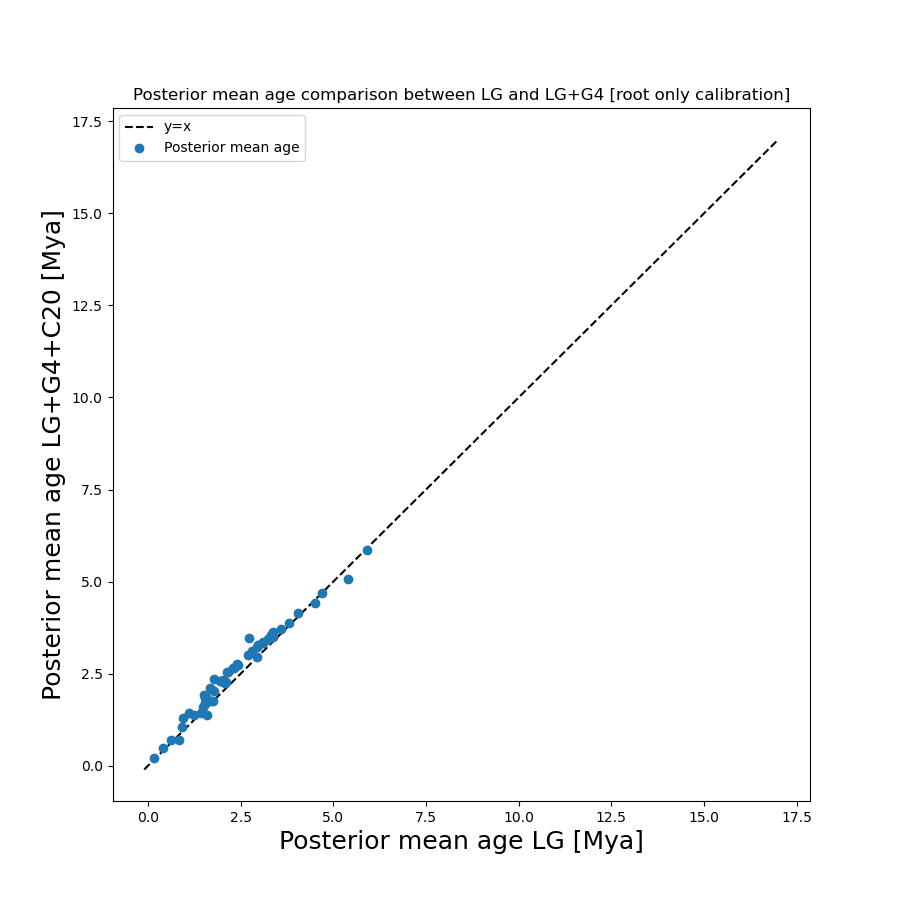 Posterior mean age comparison between LG and LG+G4 [root only calibration]
y=x
Posterior mean age
Posterior mean age LG+G4+C20 [Mya]
17.5
15.0
12.5
10.0
7.5
5.0
2.5
0.0
0.0 2.5 5.0 7.5 10.0 12.5 15.0 17.5
Posterior mean age LG [Mya]